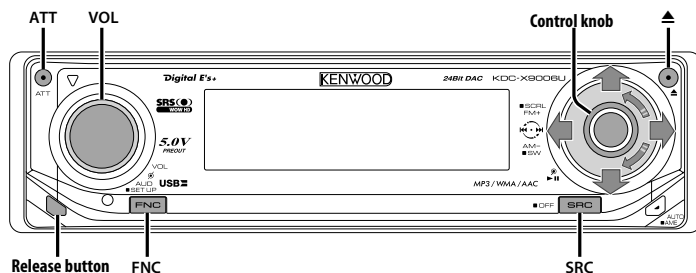 ATT
VOL
Control knob
⏏
ATT
Digital E's+
KENWOOD
24Bit DAC KDC-X9006U
⏏
SRS(●)
WOW HD
■SCRL
FM+
5.0V
PREOUT
AM–
■SW
VOL
AUD
■SET UP
USB
MP3 / WMA / AAC
FNC
■OFF
SRC
AUTO
■AME
Release button
FNC
SRC